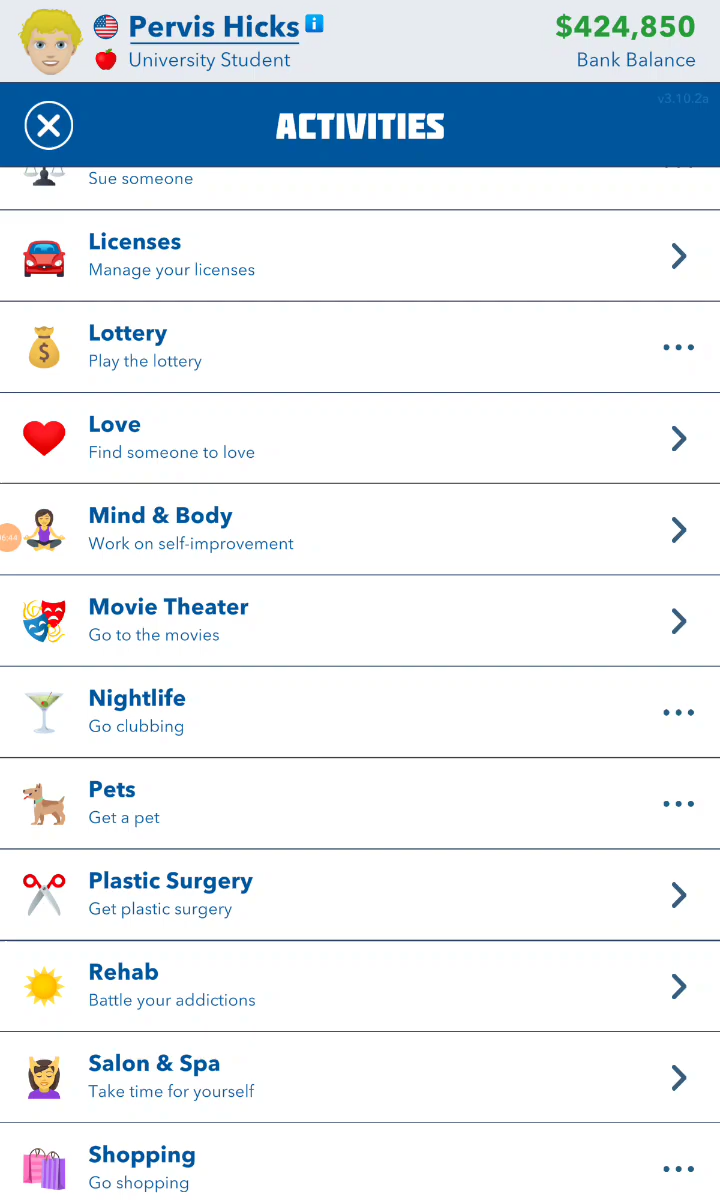 Pervis Hicks
$424,850
University Student
Bank Balance
v3.10.2a
ACTIVITIES
Sue someone
Licenses
Manage your licenses
Lottery
Play the lottery
Love
Find someone to love
Mind & Body
Work on self-improvement
Movie Theater
Go to the movies
Nightlife
Go clubbing
Pets
Get a pet
Plastic Surgery
Get plastic surgery
Rehab
Battle your addictions
Salon & Spa
Take time for yourself
Shopping
Go shopping